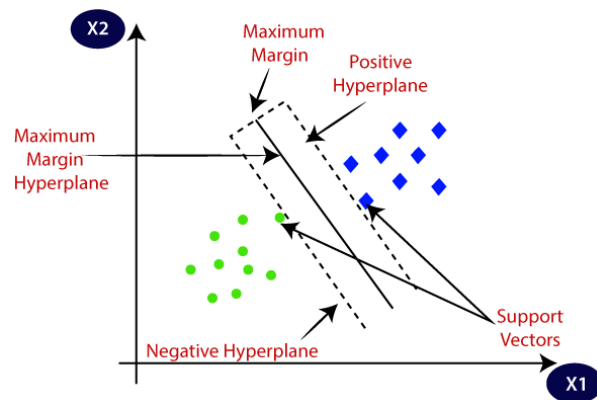 X2
Maximum
Margin
Positive
Hyperplane
Maximum
Margin
Hyperplane
Support
Vectors
Negative Hyperplane
X1